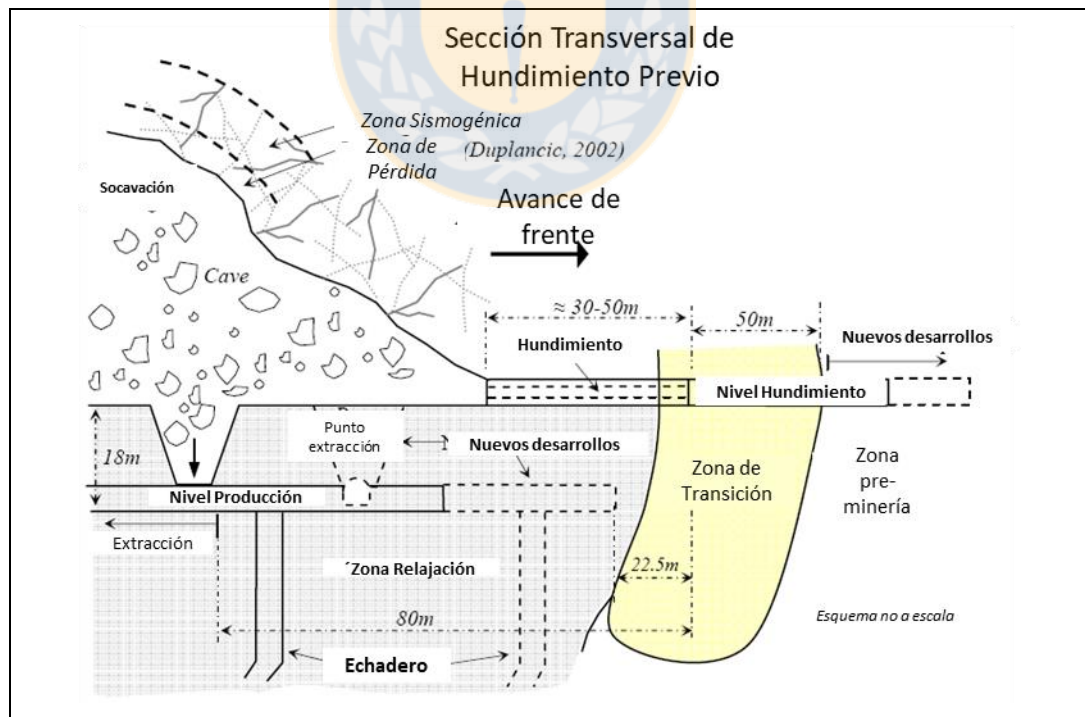 Sección Transversal de
Hundimiento Previo
Zona Sismogénica
Zona de (Duplancic, 2002)
Pérdida
Socavación
Avance de
frente
Cave
≈ 30-50m
50m
Hundimiento
Nuevos desarrollos
Nivel Hundimiento
18m
Punto
extracción
Nuevos desarrollos
Zona de
Transición
Zona
pre-
minería
Nivel Producción
Extracción
´Zona Relajación
22.5m
80m
Esquema no a escala
Echadero